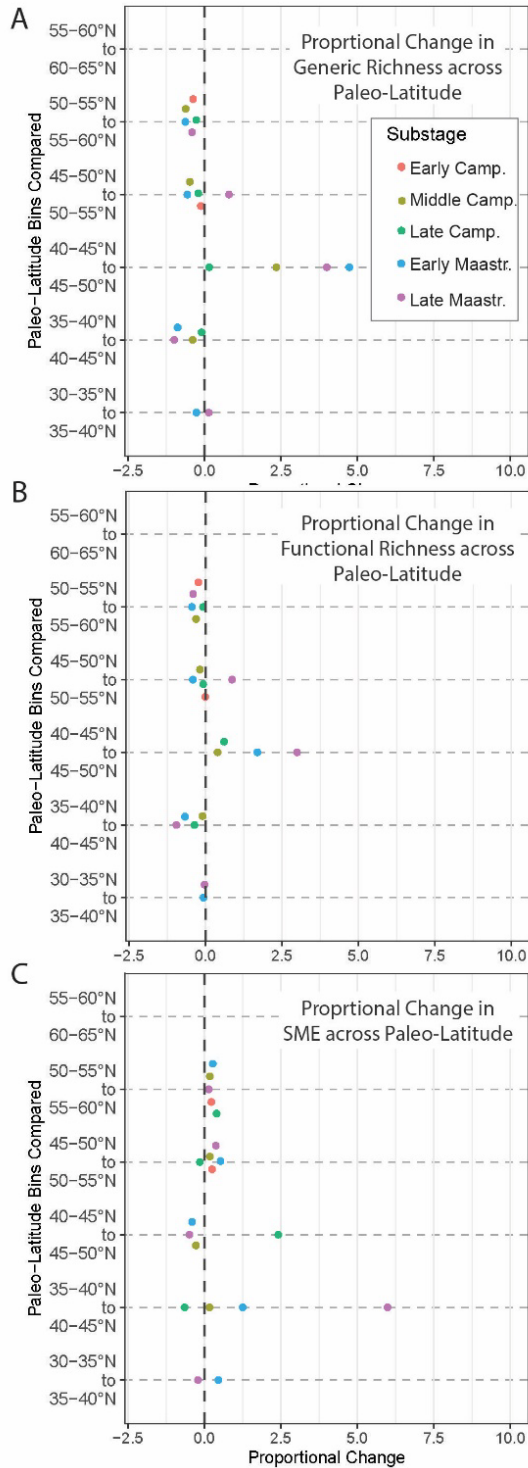 A
Proprtional Change in
Generic Richness across
Paleo-Latitude
Substage
Early Camp.
Middle Camp.
Late Camp.
Early Maastr.
Late Maastr.
Paleo-Latitude Bins Compared
55−60°N
to
60−65°N
50−55°N
to
55−60°N
45−50°N
to
50−55°N
40−45°N
to
45−50°N
35−40°N
to
40−45°N
30−35°N
to
35−40°N
−2.5 0.0 2.5 5.0 7.5 10.0
B
Proprtional Change in
Functional Richness across
Paleo-Latitude
Paleo-Latitude Bins Compared
55−60°N
to
60−65°N
50−55°N
to
55−60°N
45−50°N
to
50−55°N
40−45°N
to
45−50°N
35−40°N
to
40−45°N
30−35°N
to
35−40°N
−2.5 0.0 2.5 5.0 7.5 10.0
C
Proprtional Change in
SME across Paleo-Latitude
Paleo-Latitude Bins Compared
55−60°N
to
60−65°N
50−55°N
to
55−60°N
45−50°N
to
50−55°N
40−45°N
to
45−50°N
35−40°N
to
40−45°N
30−35°N
to
35−40°N
−2.5 0.0 2.5 5.0 7.5 10.0
Proportional Change